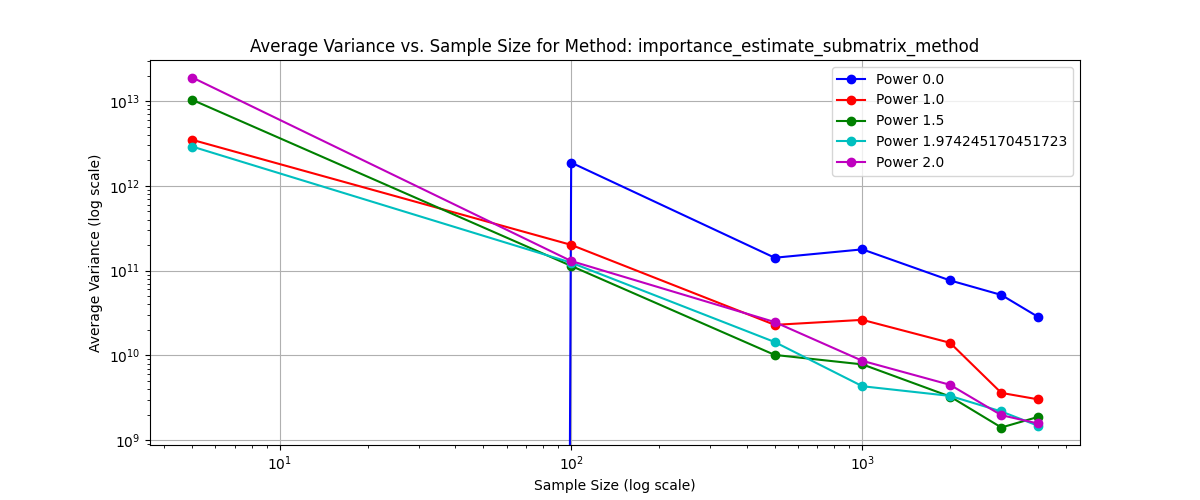 Average Variance vs. Sample Size for Method: importance_estimate_submatrix_method
Average Variance (log scale)
10^13
10^12
10^11
10^10
10^9
Power 0.0
Power 1.0
Power 1.5
Power 1.974245170451723
Power 2.0
10^1
10^2
10^3
Sample Size (log scale)